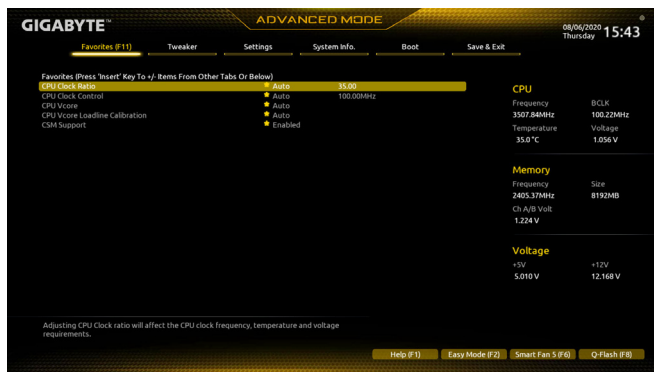 GIGABYTE™
ADVANCED MODE
08/06/2020 15:43
Thursday
Favorites (F11) Tweaker Settings System Info. Boot Save & Exit
Favorites (Press 'Insert' Key To +/- Items From Other Tabs Or Below)
CPU Clock Ratio Auto 35.00
CPU Clock Control Auto 100.00MHz
CPU Vcore Auto
CPU Vcore Loadline Calibration Auto
CSM Support Enabled
CPU
Frequency BCLK
3507.84MHz 100.22MHz
Temperature Voltage
35.0 °C 1.056 V
Memory
Frequency Size
2405.37MHz 8192MB
Ch A/B Volt
1.224 V
Voltage
+5V +12V
5.010 V 12.168 V
Adjusting CPU Clock ratio will affect the CPU clock frequency, temperature and voltage
requirements.
Help (F1) Easy Mode (F2) Smart Fan 5 (F6) Q-Flash (F8)